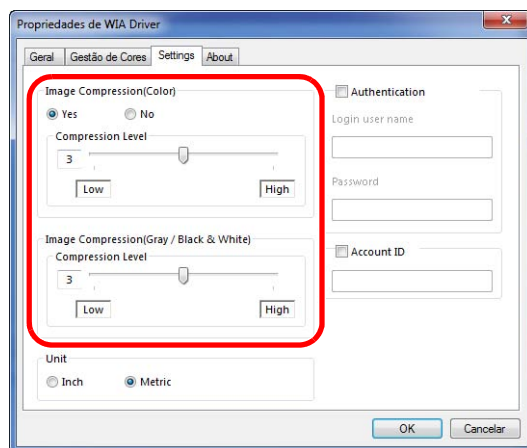 Propriedades de WIA Driver
Geral Gestão de Cores Settings About
Image Compression(Color)
Yes No
Compression Level
3
Low High
Image Compression(Gray / Black & White)
Compression Level
3
Low High
Unit
Inch Metric
Authentication
Login user name
Password
Account ID
OK Cancelar